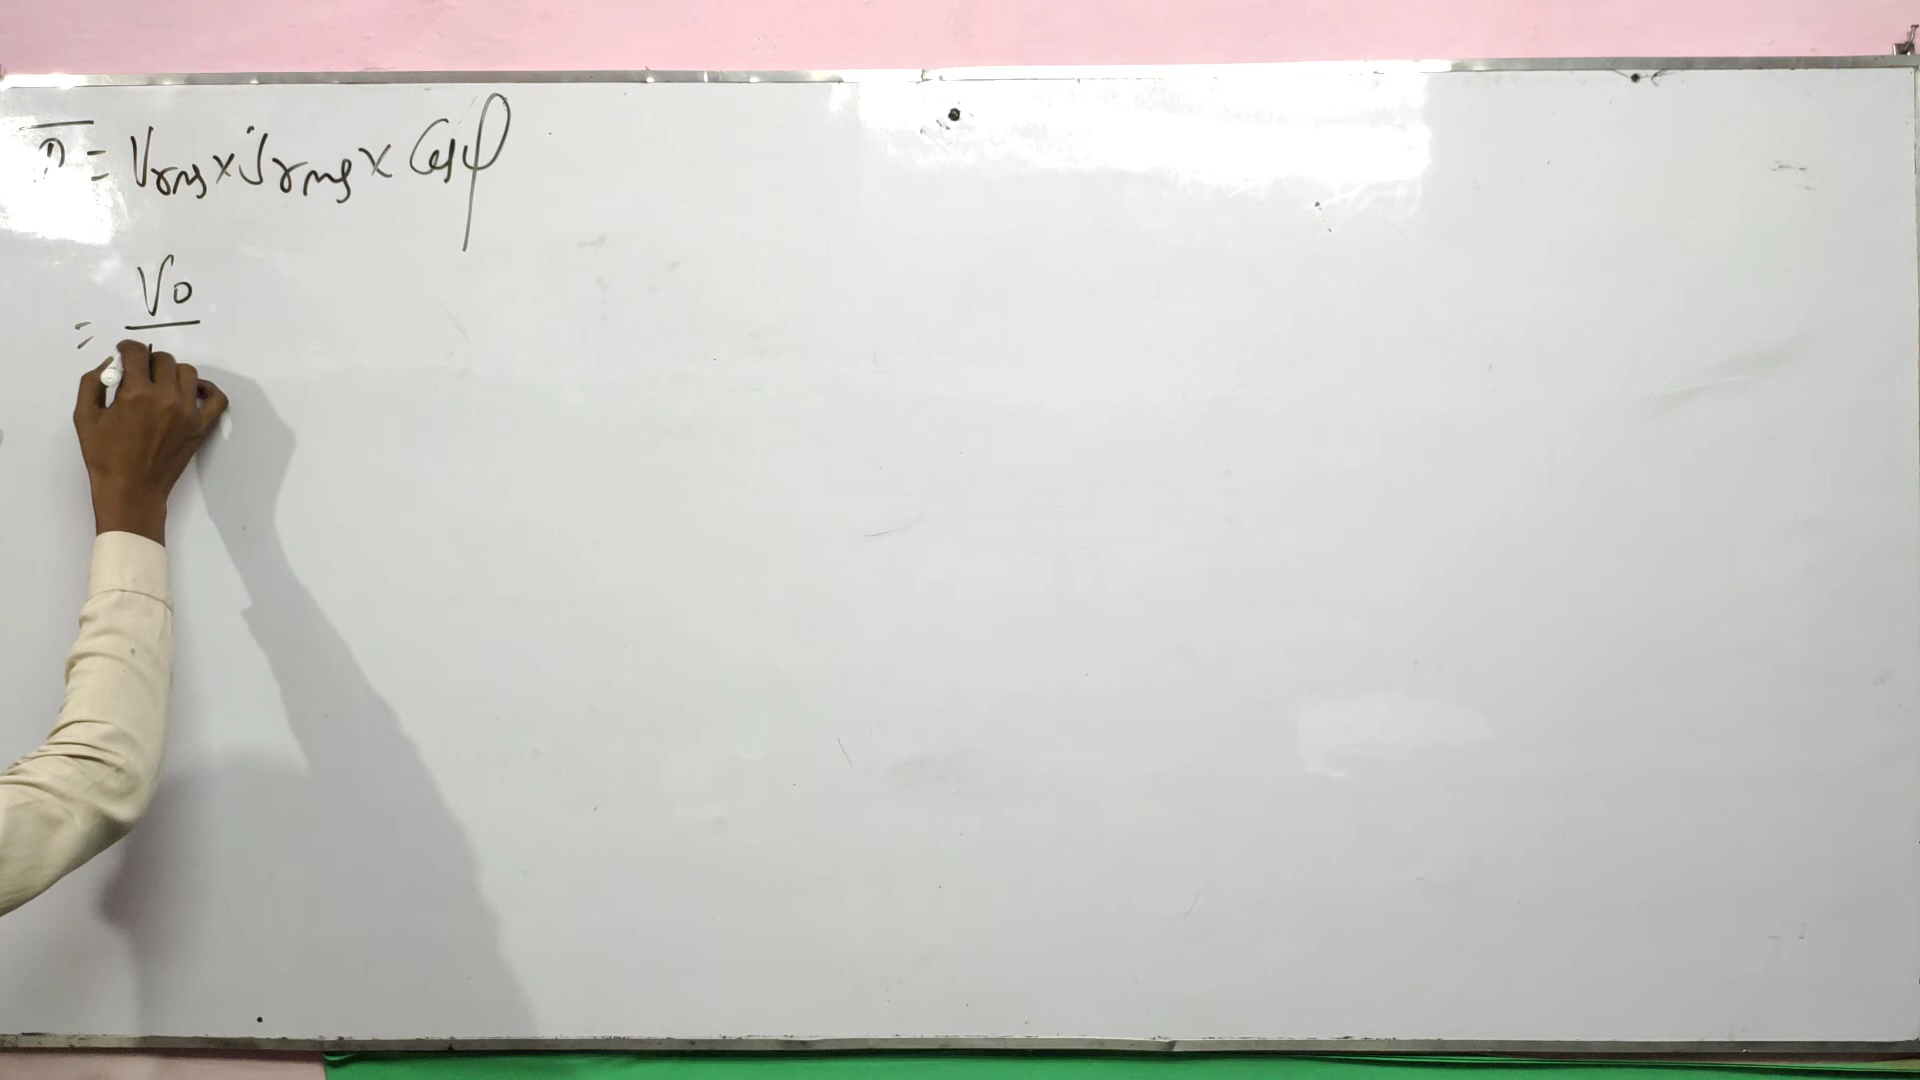 P̅ = Vrms × irms × Cosφ
= V0